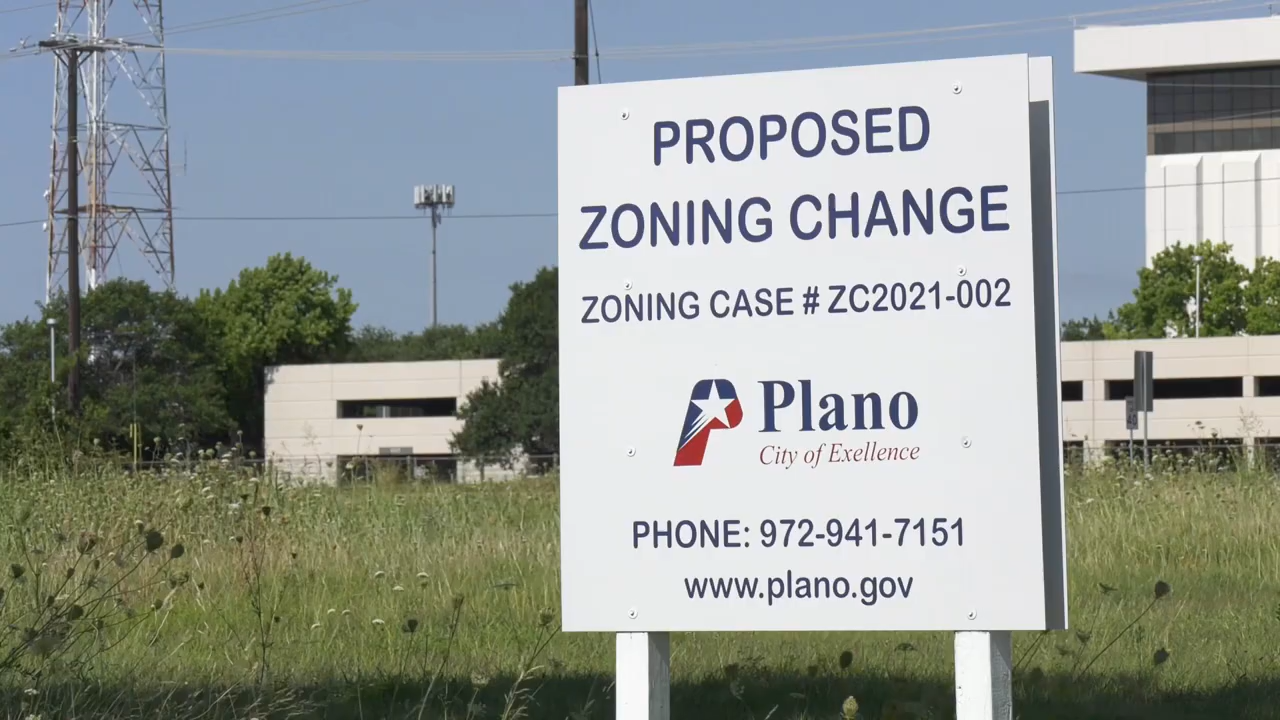 PROPOSED
ZONING CHANGE
ZONING CASE # ZC2021-002
Plano
City of Exellence
PHONE: 972-941-7151
www.plano.gov